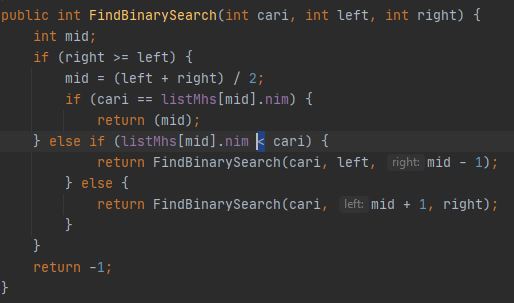 public int FindBinarySearch(int cari, int left, int right) {
    int mid;
    if (right >= left) {
        mid = (left + right) / 2;
        if (cari == listMhs[mid].nim) {
            return (mid);
    } else if (listMhs[mid].nim < cari) {
            return FindBinarySearch(cari, left, right: mid - 1);
        } else {
            return FindBinarySearch(cari, left: mid + 1, right);
        }
    }
    return -1;
}